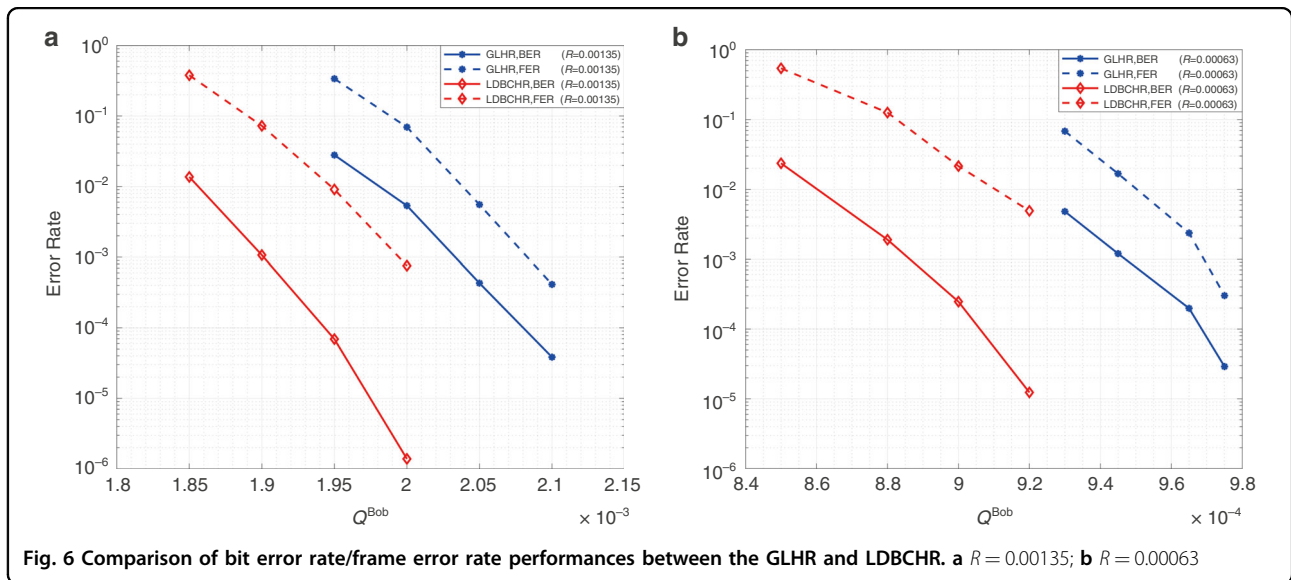 a
10⁰
10⁻¹
10⁻²
10⁻³
10⁻⁴
10⁻⁵
10⁻⁶
Error Rate
GLHR,BER (R=0.00135)
GLHR,FER (R=0.00135)
LDBCHR,BER (R=0.00135)
LDBCHR,FER (R=0.00135)
1.8 1.85 1.9 1.95 2 2.05 2.1 2.15
Q^Bob
× 10⁻³
b
10⁰
10⁻¹
10⁻²
10⁻³
10⁻⁴
10⁻⁵
10⁻⁶
Error Rate
GLHR,BER (R=0.00063)
GLHR,FER (R=0.00063)
LDBCHR,BER (R=0.00063)
LDBCHR,FER (R=0.00063)
8.4 8.6 8.8 9 9.2 9.4 9.6 9.8
Q^Bob
× 10⁻⁴
Fig. 6 Comparison of bit error rate/frame error rate performances between the GLHR and LDBCHR. a R = 0.00135; b R = 0.00063